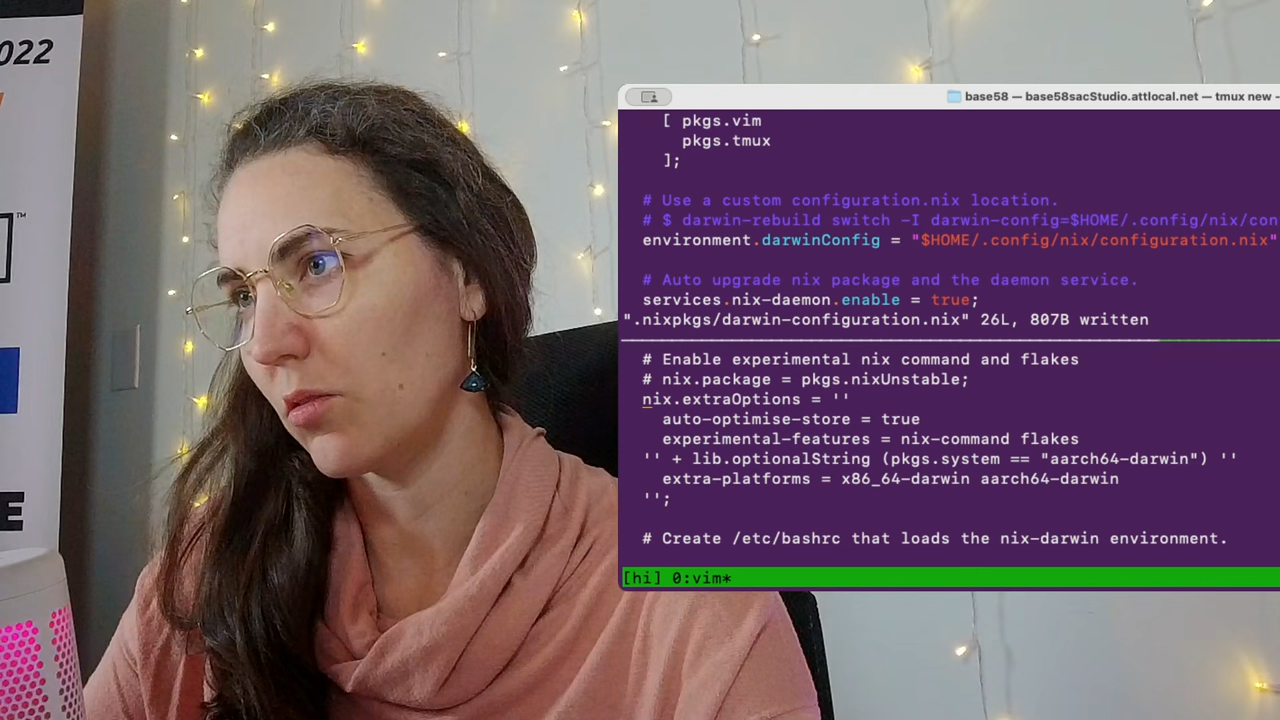 022
TM
E
base58 — base58sacStudio.attlocal.net — tmux new -
[ pkgs.vim
pkgs.tmux
];
# Use a custom configuration.nix location.
# $ darwin-rebuild switch -I darwin-config=$HOME/.config/nix/con
environment.darwinConfig = "$HOME/.config/nix/configuration.nix"
# Auto upgrade nix package and the daemon service.
services.nix-daemon.enable = true;
".nixpkgs/darwin-configuration.nix" 26L, 807B written
# Enable experimental nix command and flakes
# nix.package = pkgs.nixUnstable;
nix.extraOptions = ''
auto-optimise-store = true
experimental-features = nix-command flakes
'' + lib.optionalString (pkgs.system == "aarch64-darwin") ''
extra-platforms = x86_64-darwin aarch64-darwin
'';
# Create /etc/bashrc that loads the nix-darwin environment.
[hi] 0:vim*